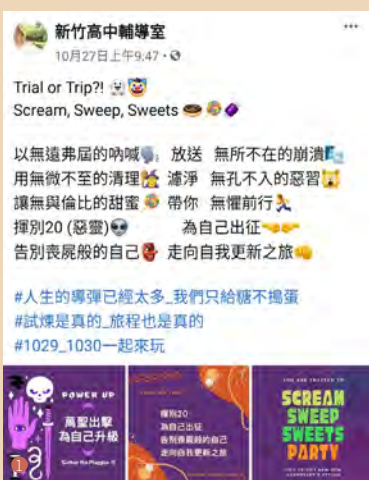 新竹高中輔導室
10月27日上午9:47
Trial or Trip?!
Scream, Sweep, Sweets
以無遠弗屆的吶喊 放送 無所不在的崩潰
用無微不至的清理 濾淨 無孔不入的惡習
讓無與倫比的甜蜜 帶你 無懼前行
揮別20 (惡靈) 為自己出征
告別喪屍般的自己 走向自我更新之旅
#人生的導彈已經太多_我們只給糖不搗蛋
#試煉是真的_旅程也是真的
#1029_1030一起來玩
POWER UP
萬聖出擊
為自己升級
揮別20
為自己出征
告別喪屍般的自己
走向自我更新之旅
YOU ARE INVITED TO
SCREAM
SWEEP
SWEETS
PARTY
1